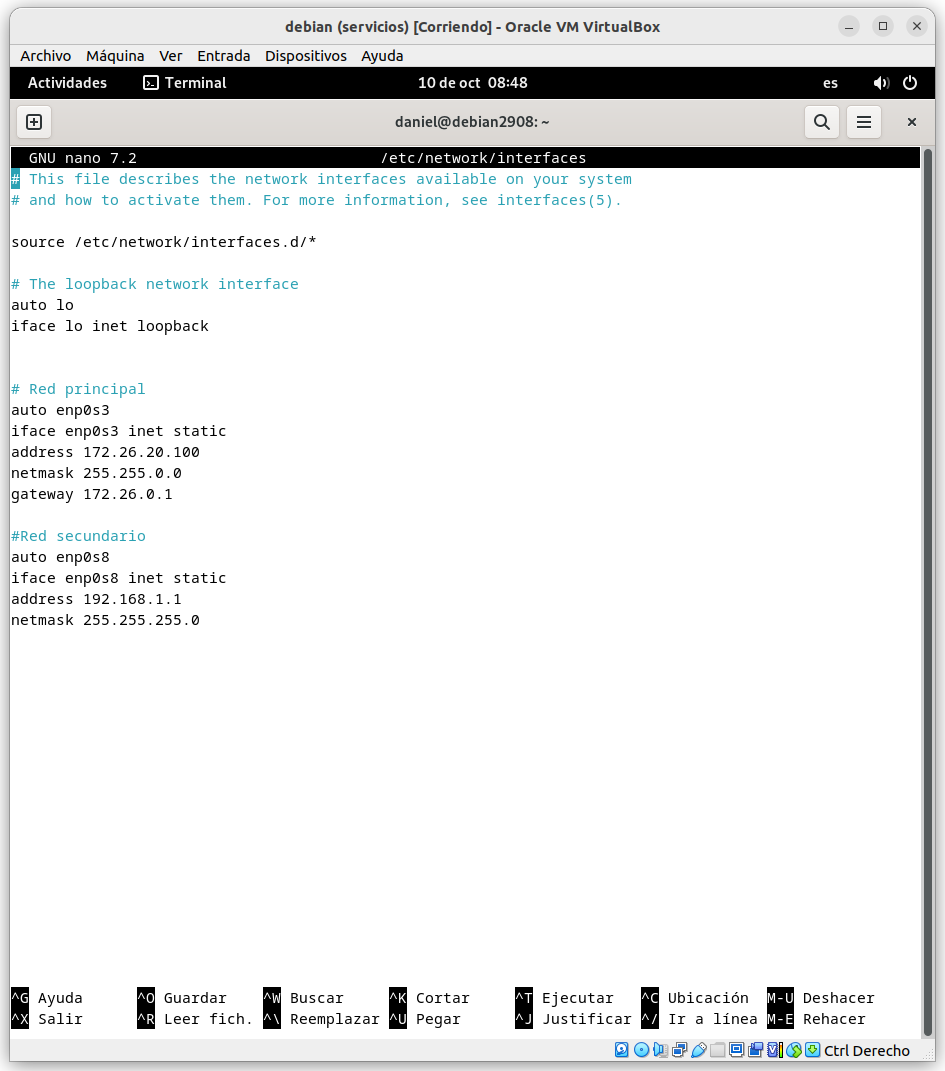 debian (servicios) [Corriendo] - Oracle VM VirtualBox
Archivo Máquina Ver Entrada Dispositivos Ayuda
Actividades Terminal 10 de oct 08:48 es
daniel@debian2908: ~
GNU nano 7.2 /etc/network/interfaces
# This file describes the network interfaces available on your system
# and how to activate them. For more information, see interfaces(5).
source /etc/network/interfaces.d/*
# The loopback network interface
auto lo
iface lo inet loopback
# Red principal
auto enp0s3
iface enp0s3 inet static
address 172.26.20.100
netmask 255.255.0.0
gateway 172.26.0.1
#Red secundario
auto enp0s8
iface enp0s8 inet static
address 192.168.1.1
netmask 255.255.255.0
^G Ayuda ^O Guardar ^W Buscar ^K Cortar ^T Ejecutar ^C Ubicación M-U Deshacer
^X Salir ^R Leer fich. ^\ Reemplazar ^U Pegar ^J Justificar ^/ Ir a línea M-E Rehacer
Ctrl Derecho